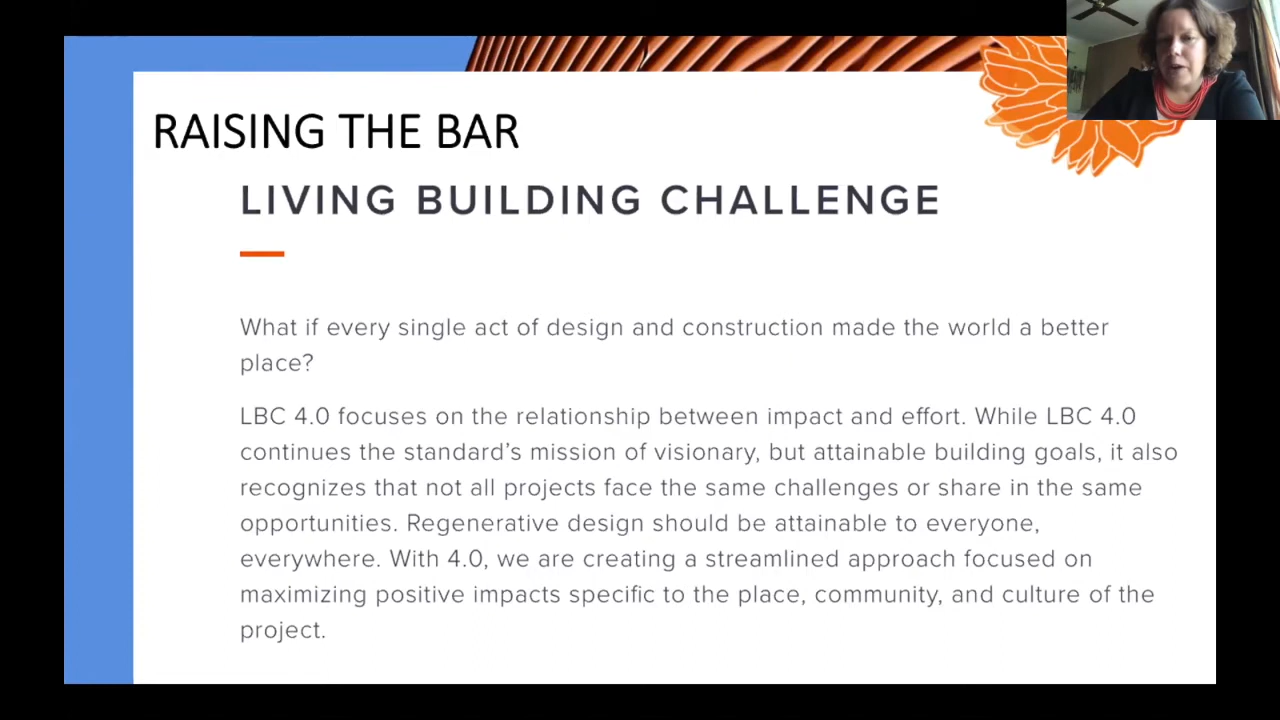 RAISING THE BAR
LIVING BUILDING CHALLENGE
What if every single act of design and construction made the world a better
place?
LBC 4.0 focuses on the relationship between impact and effort. While LBC 4.0
continues the standard’s mission of visionary, but attainable building goals, it also
recognizes that not all projects face the same challenges or share in the same
opportunities. Regenerative design should be attainable to everyone,
everywhere. With 4.0, we are creating a streamlined approach focused on
maximizing positive impacts specific to the place, community, and culture of the
project.